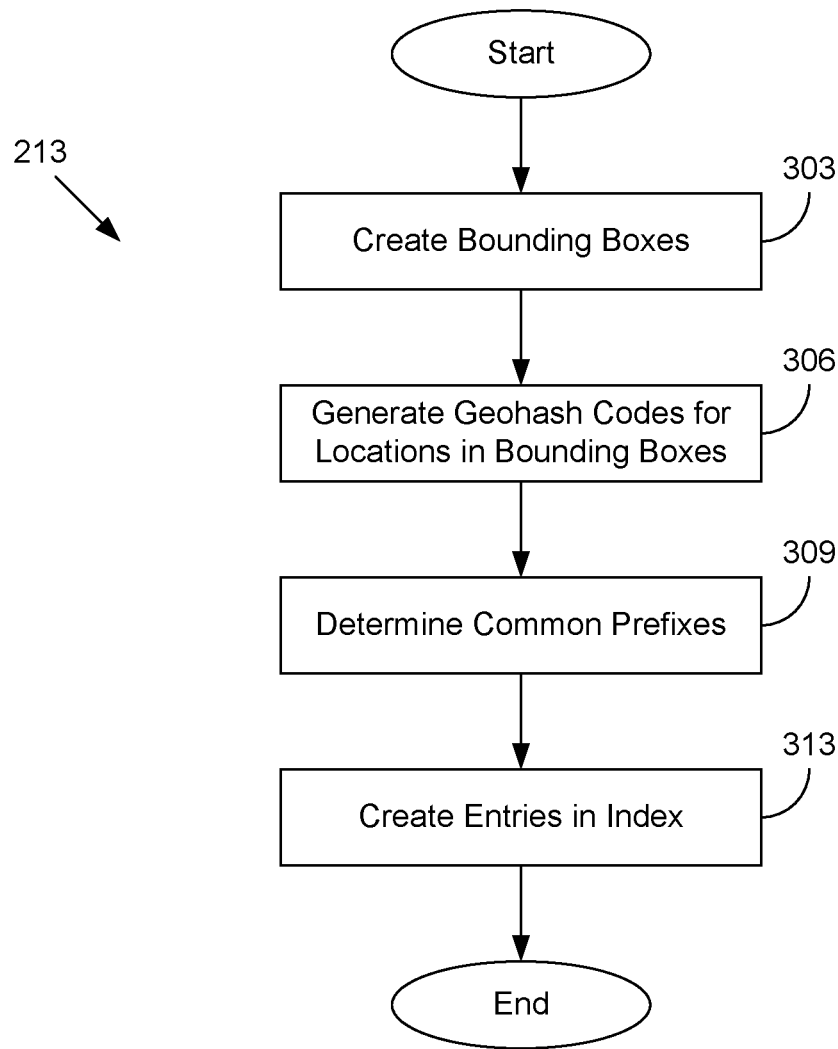 Start
213
303
Create Bounding Boxes
306
Generate Geohash Codes for
Locations in Bounding Boxes
309
Determine Common Prefixes
313
Create Entries in Index
End